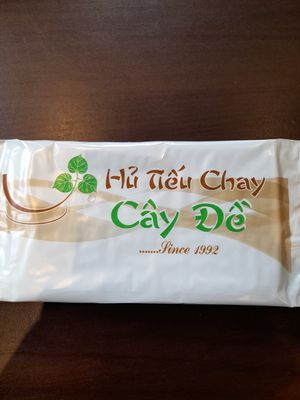 Hủ Tiếu Chay
Cây Đề
.......Since 1992